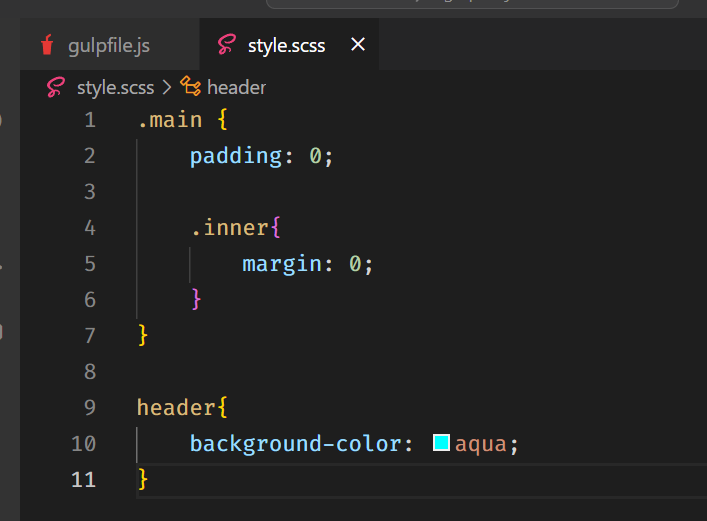 gulpfile.js style.scss
style.scss > header
1 .main {
2     padding: 0;
3
4     .inner{
5         margin: 0;
6     }
7 }
8
9 header{
10     background-color: aqua;
11 }